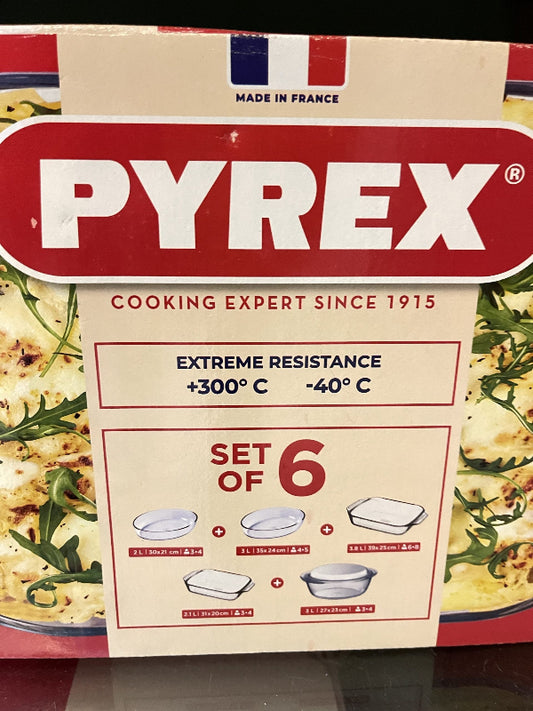 MADE IN FRANCE
PYREX®
COOKING EXPERT SINCE 1915
EXTREME RESISTANCE
+300° C -40° C
SET
OF 6
2 L | 30x21 cm | 3-4
3 L | 35x24 cm | 4-5
3.8 L | 39x25 cm | 6-8
2.1 L | 31x20 cm | 3-4
3 L | 27x23 cm | 3-4